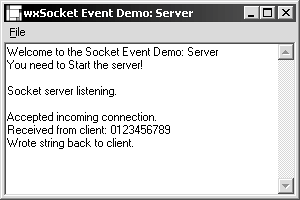 wxSocket Event Demo: Server
File
Welcome to the Socket Event Demo: Server
You need to Start the server!
Socket server listening.
Accepted incoming connection.
Received from client: 0123456789
Wrote string back to client.